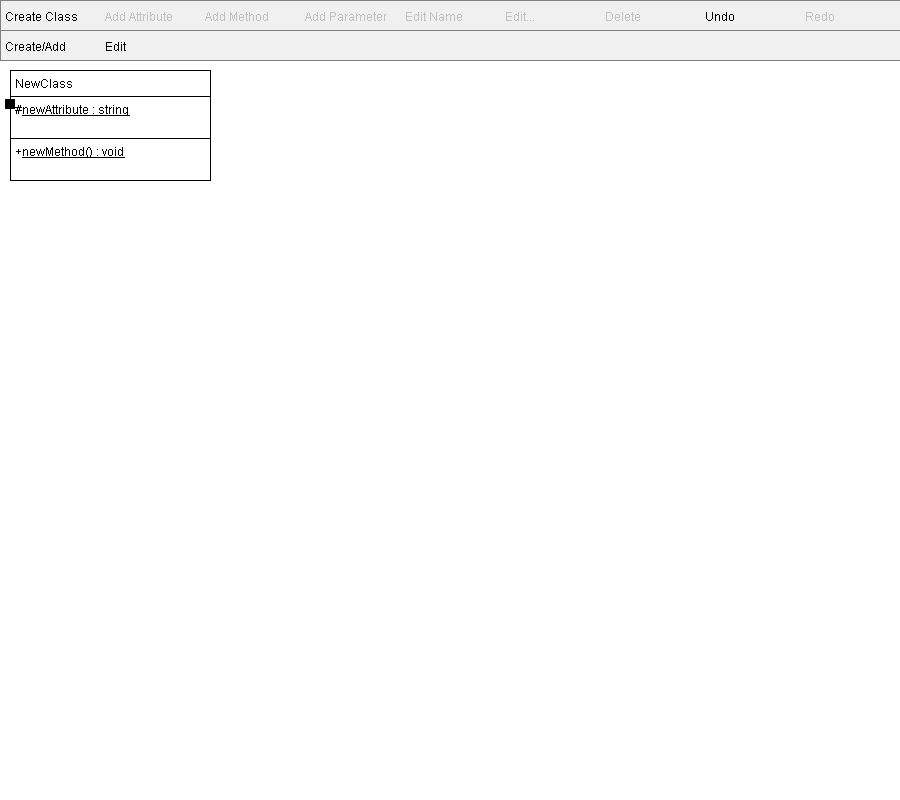 Create Class Add Attribute Add Method Add Parameter Edit Name Edit... Delete Undo Redo
Create/Add Edit
NewClass
#newAttribute : string
+newMethod() : void